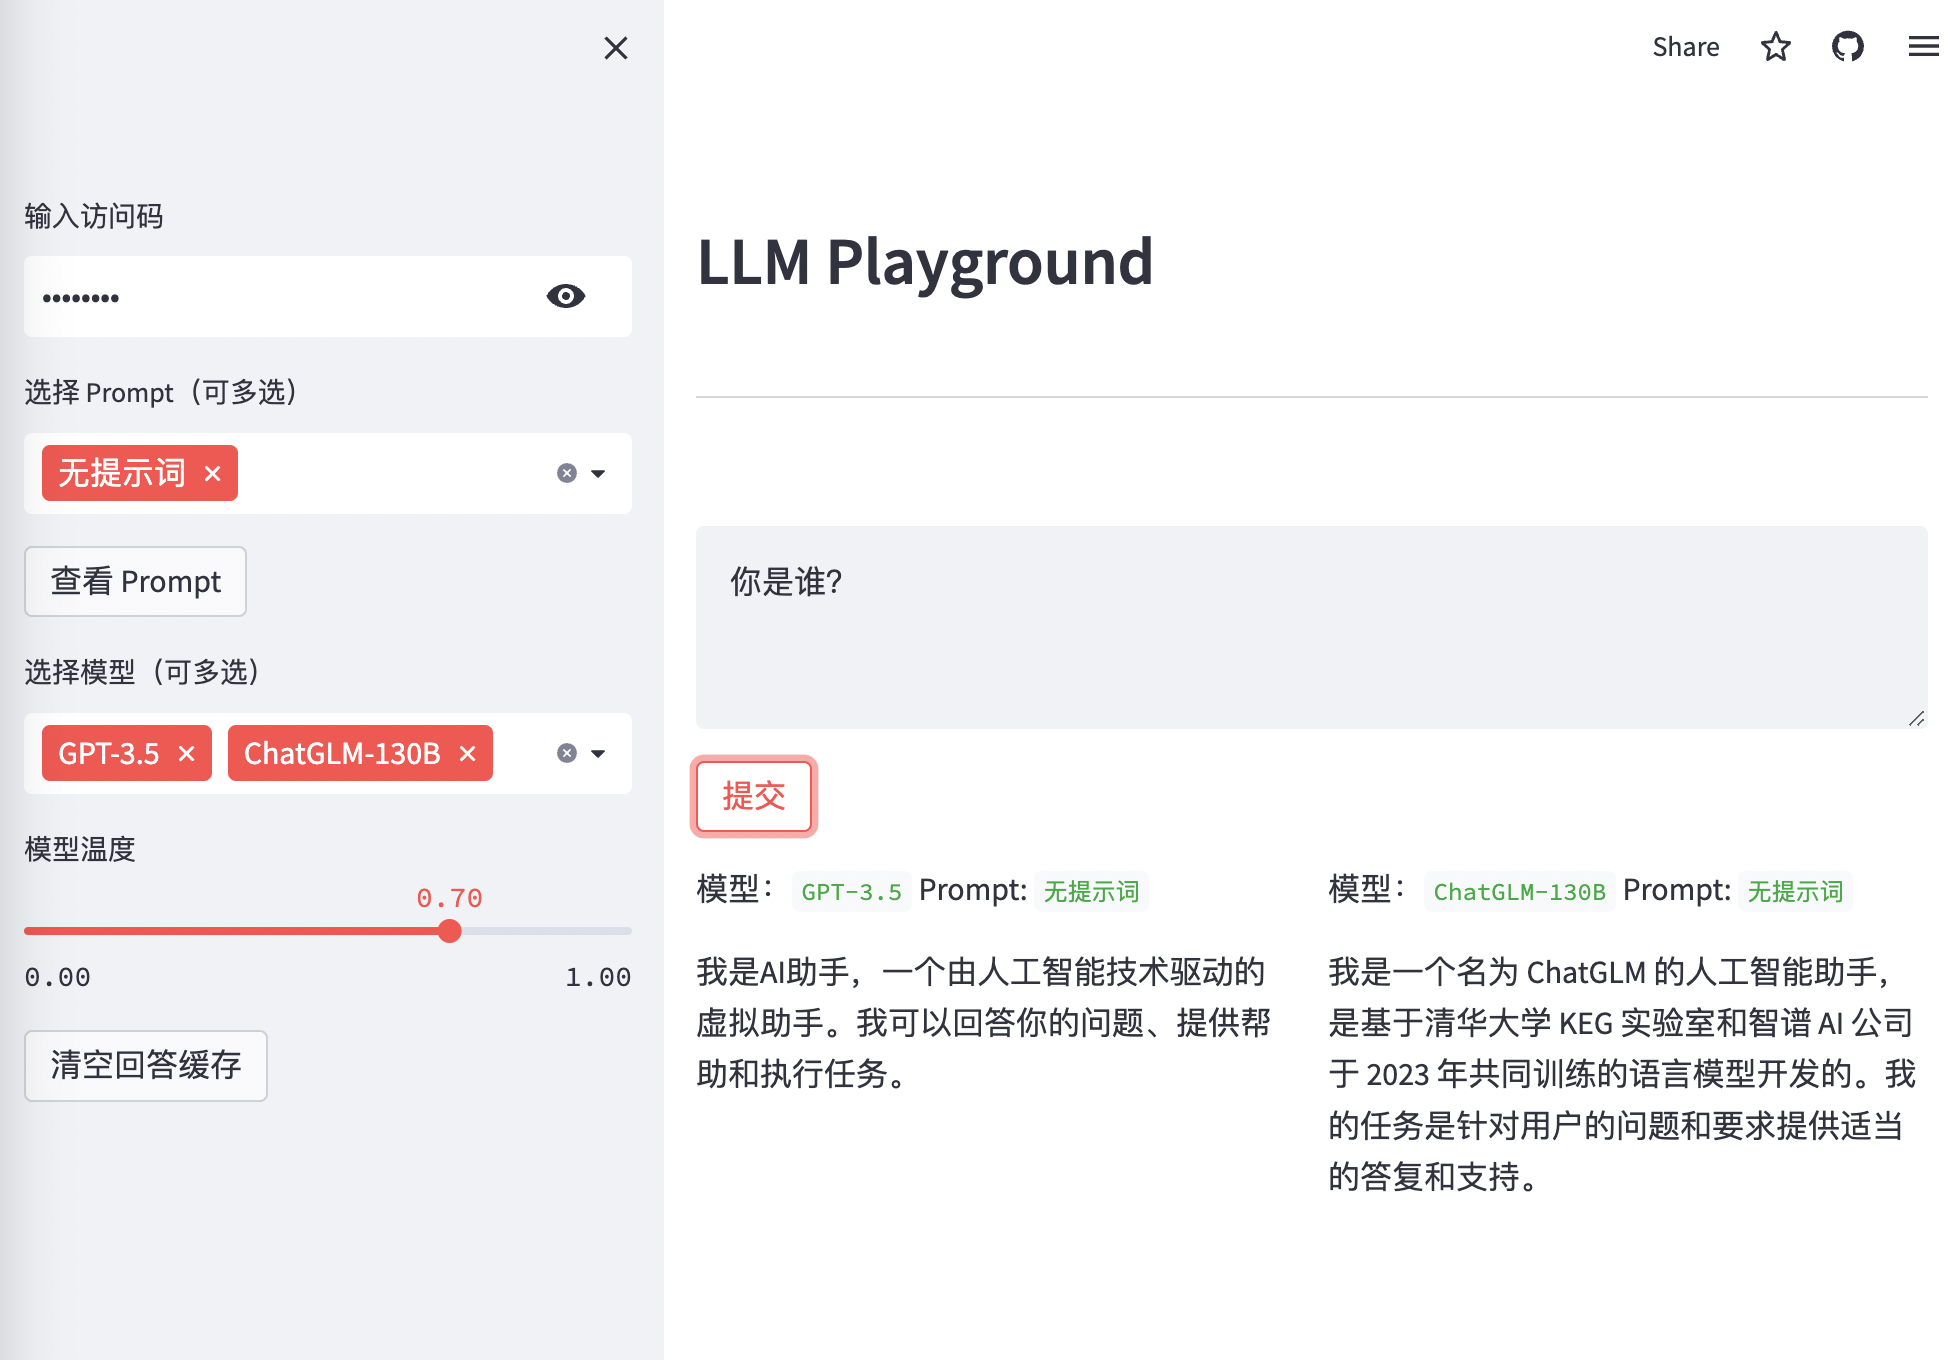 输入访问码
••••••••
选择 Prompt（可多选）
无提示词
查看 Prompt
选择模型（可多选）
GPT-3.5 ChatGLM-130B
模型温度
0.70
0.00 1.00
清空回答缓存
Share
LLM Playground
你是谁?
提交
模型： GPT-3.5 Prompt: 无提示词
我是AI助手，一个由人工智能技术驱动的
虚拟助手。我可以回答你的问题、提供帮
助和执行任务。
模型： ChatGLM-130B Prompt: 无提示词
我是一个名为 ChatGLM 的人工智能助手，
是基于清华大学 KEG 实验室和智谱 AI 公司
于 2023 年共同训练的语言模型开发的。我
的任务是针对用户的问题和要求提供适当
的答复和支持。